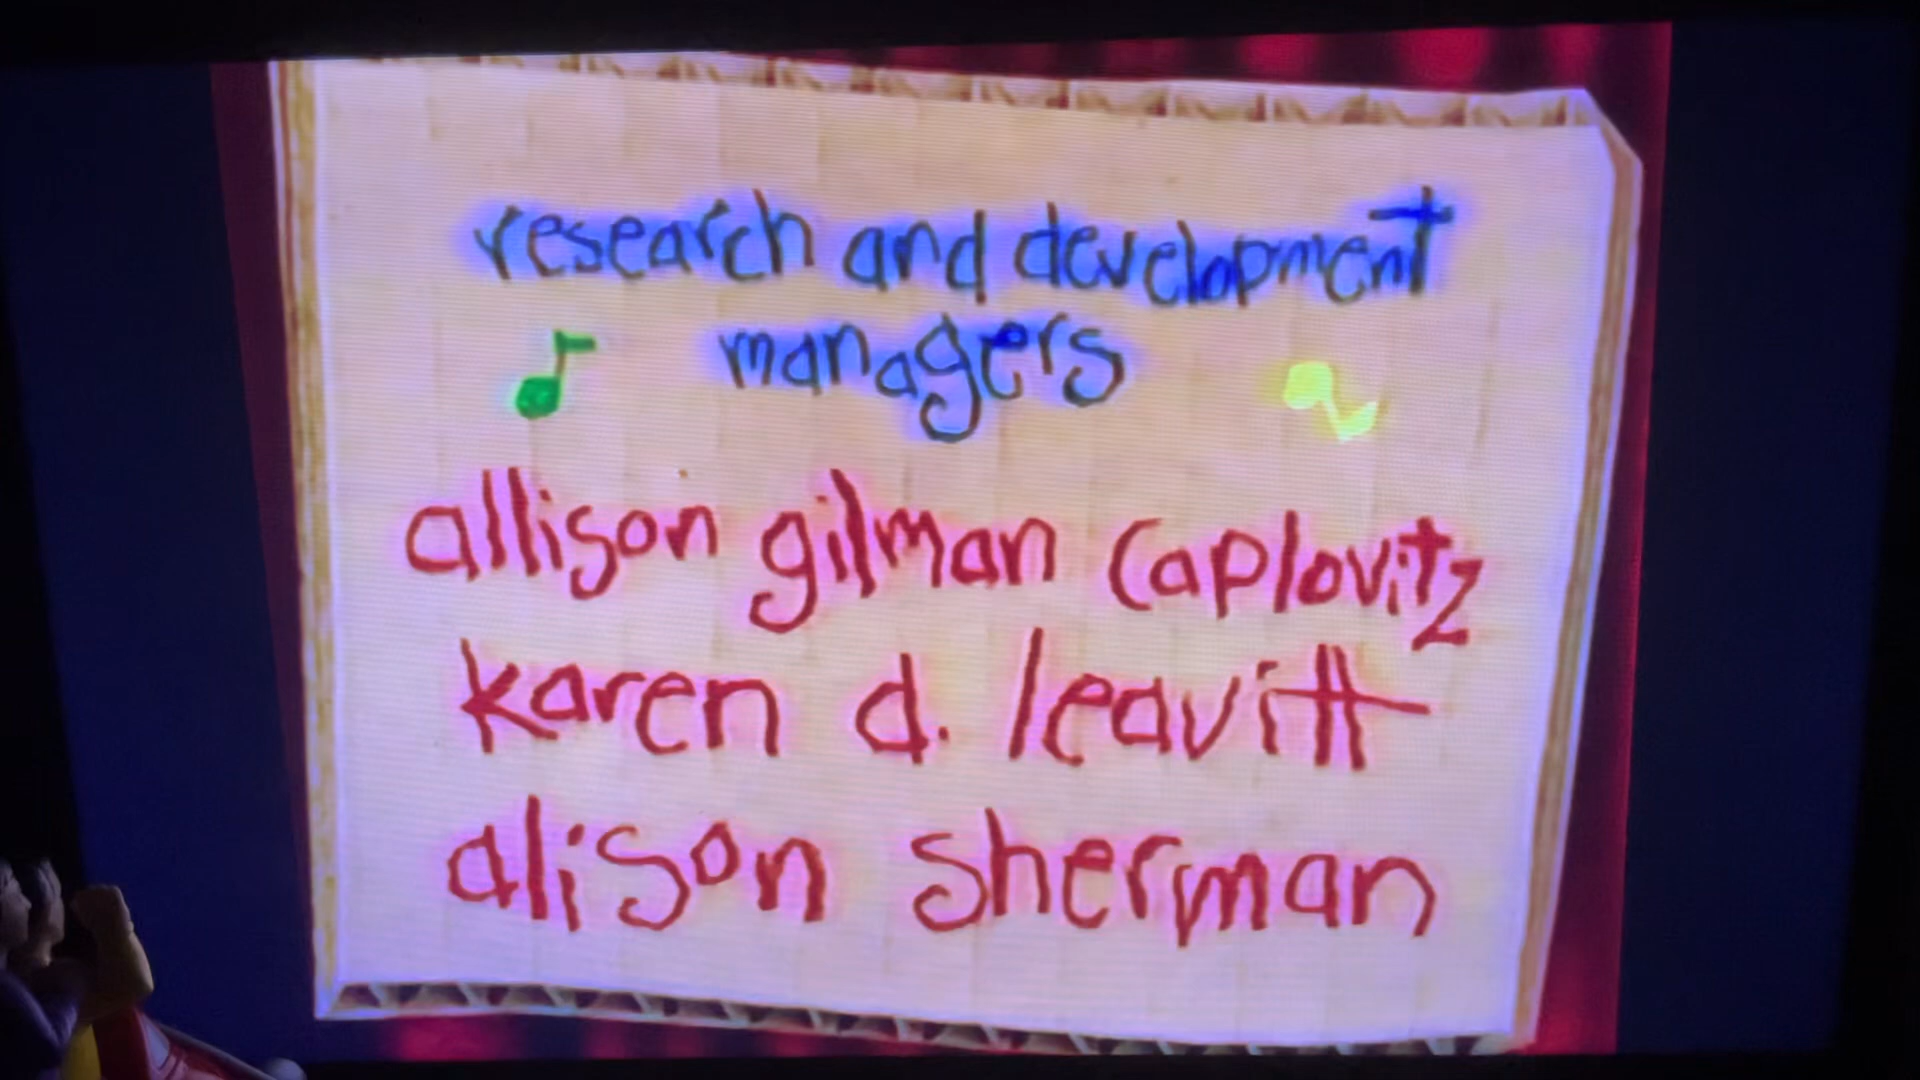 research and development
managers
allison gilman caplovitz
karen d. leavitt
alison sherman